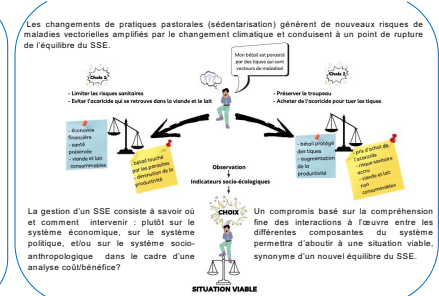 Les changements de pratiques pastorales (sédentarisation) génèrent de nouveaux risques de
maladies vectorielles amplifiés par le changement climatique et conduisent à un point de rupture
de l'équilibre du SSE.
Mon bétail est parasité
par des tiques qui sont
vecteurs de maladies!
Choix 1
- Limiter les risques sanitaires
- Eviter l'acaricide qui se retrouve dans la viande et le lait
Choix 2
- Préserver le troupeau
- Acheter de l'acaricide pour tuer les tiques
- économie
financière
- santé
préservée
- viande et lait
consommables
- bétail touché
par les parasites
- diminution de la
productivité
- bétail protégé
des tiques
- augmentation
de la
productivité
- prix d'achat de
l'acaricide
- risque sanitaire
accru
- viande et lait
non
consommables
Observation
Indicateurs socio-écologiques
CHOIX
La gestion d'un SSE consiste à savoir où
et comment intervenir : plutôt sur le
système économique, sur le système
politique, et/ou sur le système socio-
anthropologique dans le cadre d'une
analyse coût/bénéfice?
Un compromis basé sur la compréhension
fine des interactions à l'œuvre entre les
différentes composantes du système
permettra d'aboutir à une situation viable,
synonyme d'un nouvel équilibre du SSE.
SITUATION VIABLE